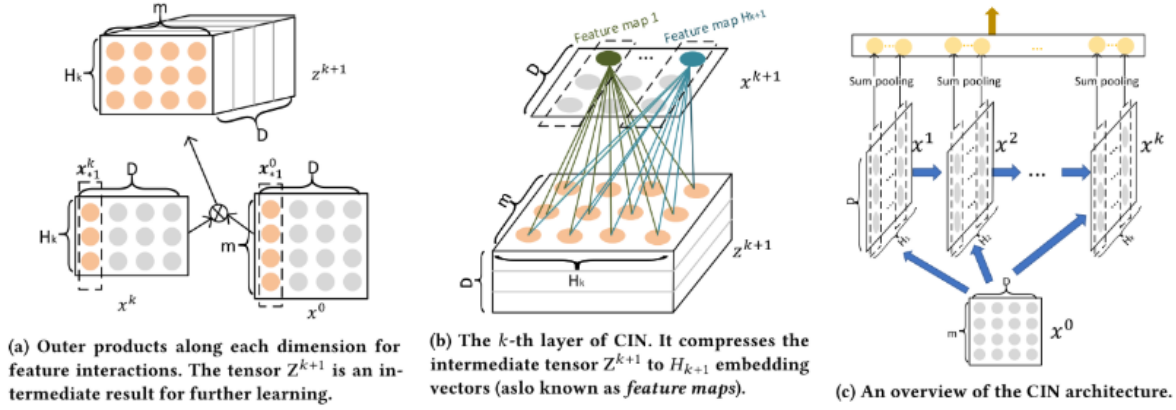 m
H_k
z^{k+1}
D
x^k_{*1}
D
x^0_{*1}
D
H_k
m
x^k
x^0
(a) Outer products along each dimension for
feature interactions. The tensor Z^{k+1} is an in-
termediate result for further learning.
Feature map 1
Feature map H_{k+1}
D
...
x^{k+1}
m
z^{k+1}
H_k
D
(b) The k-th layer of CIN. It compresses the
intermediate tensor Z^{k+1} to H_{k+1} embedding
vectors (aslo known as feature maps).
...
Sum pooling
Sum pooling
Sum pooling
x^1
x^2
x^k
...
D
H_1
H_2
H_k
D
m
x^0
(c) An overview of the CIN architecture.